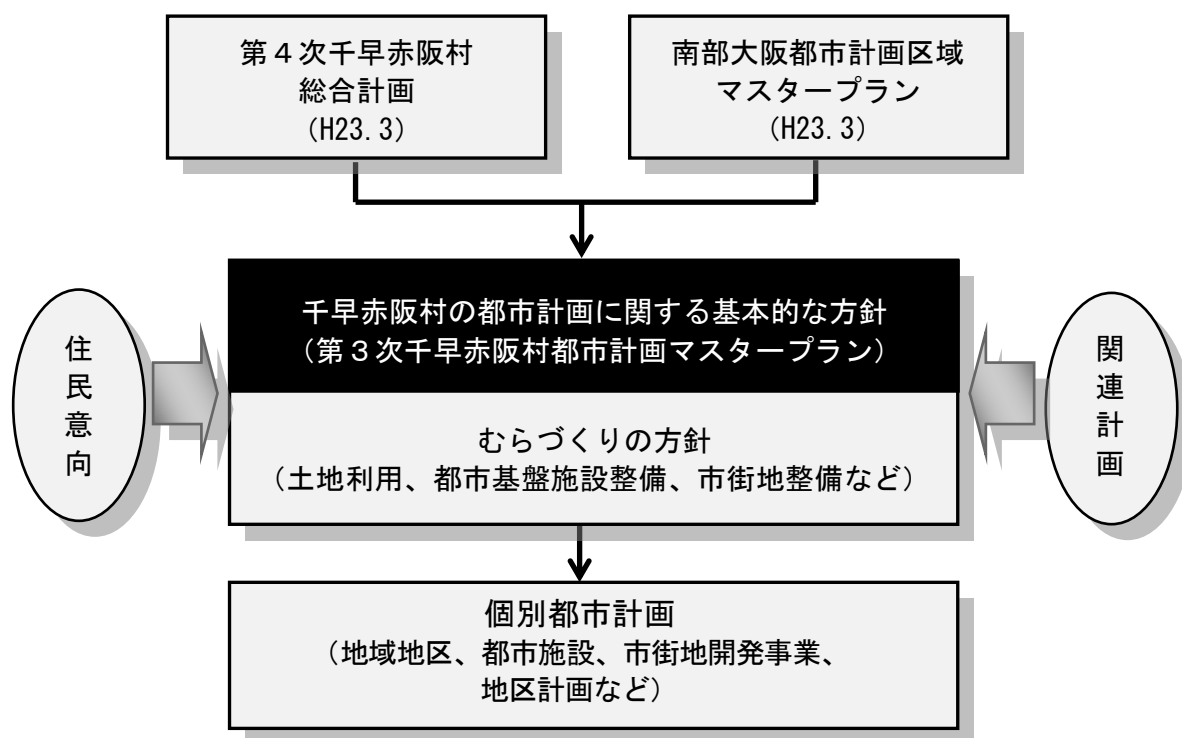 第４次千早赤阪村
総合計画
（H23.3）
南部大阪都市計画区域
マスタープラン
（H23.3）
千早赤阪村の都市計画に関する基本的な方針
（第３次千早赤阪村都市計画マスタープラン）
住民意向
関連計画
むらづくりの方針
（土地利用、都市基盤施設整備、市街地整備など）
個別都市計画
（地域地区、都市施設、市街地開発事業、
地区計画など）